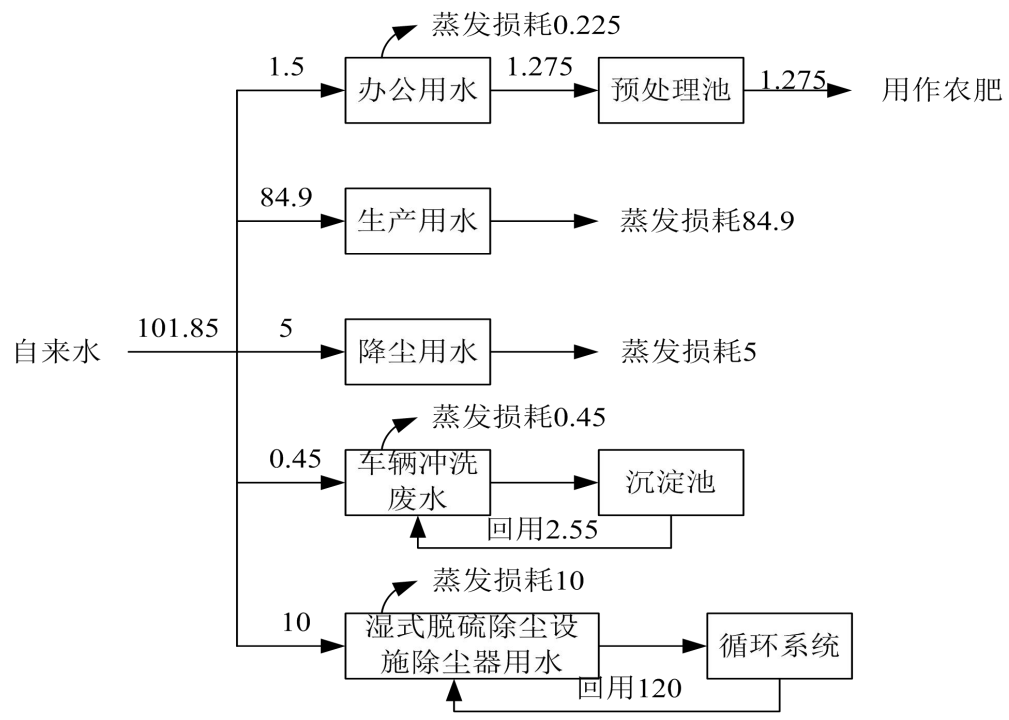 蒸发损耗0.225
1.5
办公用水
1.275
预处理池
1.275
用作农肥
84.9
生产用水
蒸发损耗84.9
自来水
101.85
5
降尘用水
蒸发损耗5
蒸发损耗0.45
0.45
车辆冲洗
废水
沉淀池
回用2.55
蒸发损耗10
10
湿式脱硫除尘设
施除尘器用水
循环系统
回用120